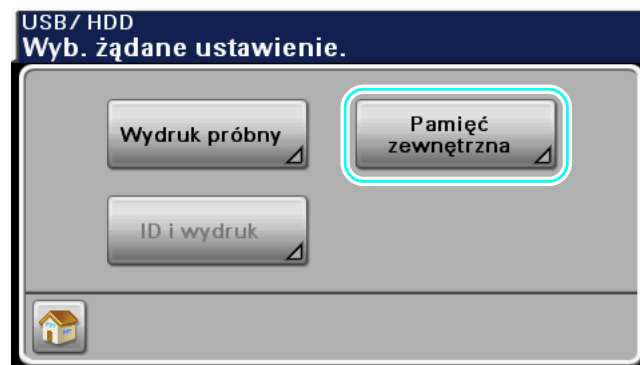 USB/ HDD
Wyb. żądane ustawienie.
Wydruk próbny
Pamięć
zewnętrzna
ID i wydruk